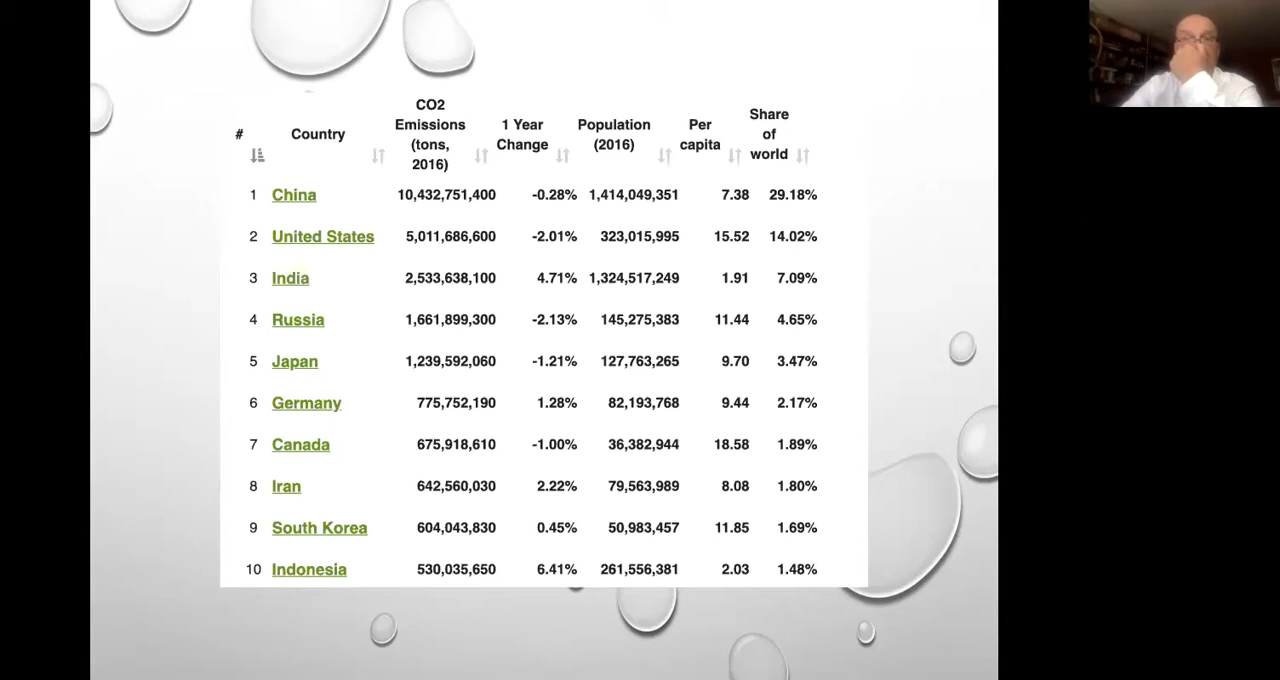 # Country CO2 Emissions (tons, 2016) 1 Year Change Population (2016) Per capita Share of world
1 China 10,432,751,400 -0.28% 1,414,049,351 7.38 29.18%
2 United States 5,011,686,600 -2.01% 323,015,995 15.52 14.02%
3 India 2,533,638,100 4.71% 1,324,517,249 1.91 7.09%
4 Russia 1,661,899,300 -2.13% 145,275,383 11.44 4.65%
5 Japan 1,239,592,060 -1.21% 127,763,265 9.70 3.47%
6 Germany 775,752,190 1.28% 82,193,768 9.44 2.17%
7 Canada 675,918,610 -1.00% 36,382,944 18.58 1.89%
8 Iran 642,560,030 2.22% 79,563,989 8.08 1.80%
9 South Korea 604,043,830 0.45% 50,983,457 11.85 1.69%
10 Indonesia 530,035,650 6.41% 261,556,381 2.03 1.48%